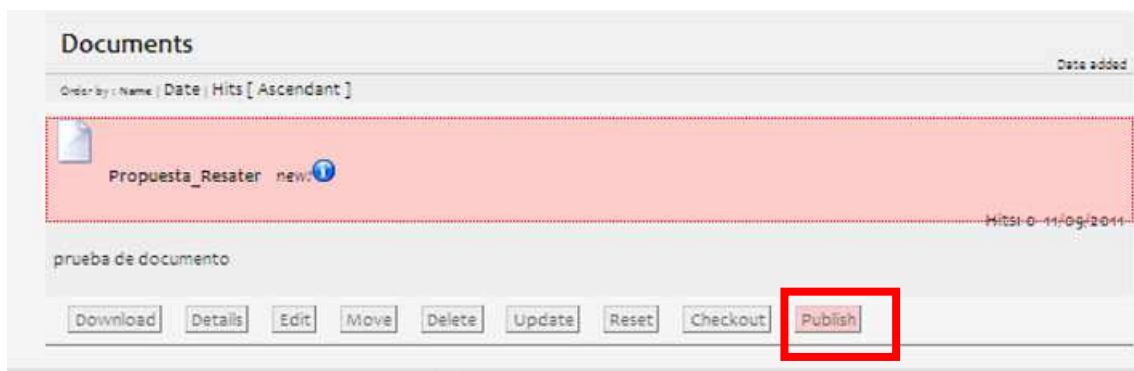 Documents
Date added
Order by : Name | Date | Hits [ Ascendant ]
Propuesta_Resater new!
Hits: 0 11/09/2011
prueba de documento
Download Details Edit Move Delete Update Reset Checkout Publish